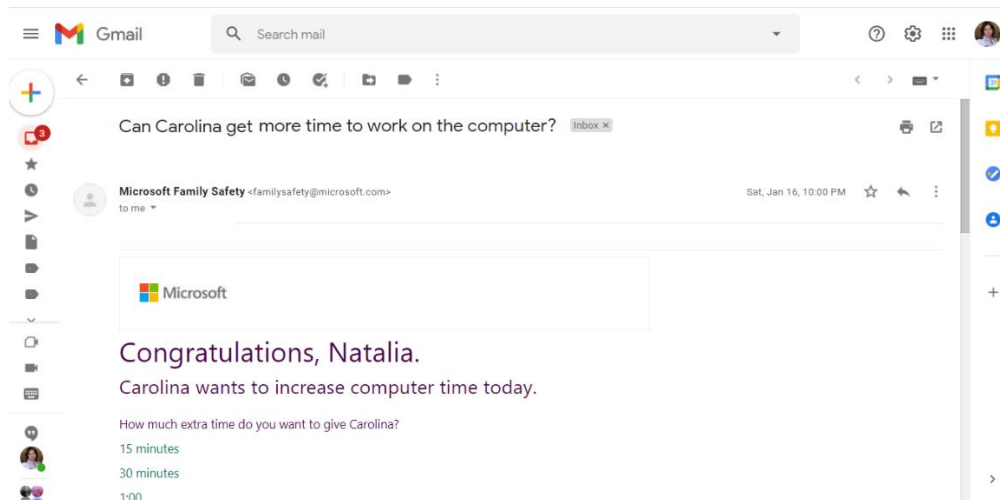 Gmail
Search mail
3
Can Carolina get more time to work on the computer? Inbox ×
Microsoft Family Safety <familysafety@microsoft.com>
Sat, Jan 16, 10:00 PM
to me
Microsoft
Congratulations, Natalia.
Carolina wants to increase computer time today.
How much extra time do you want to give Carolina?
15 minutes
30 minutes
1:00